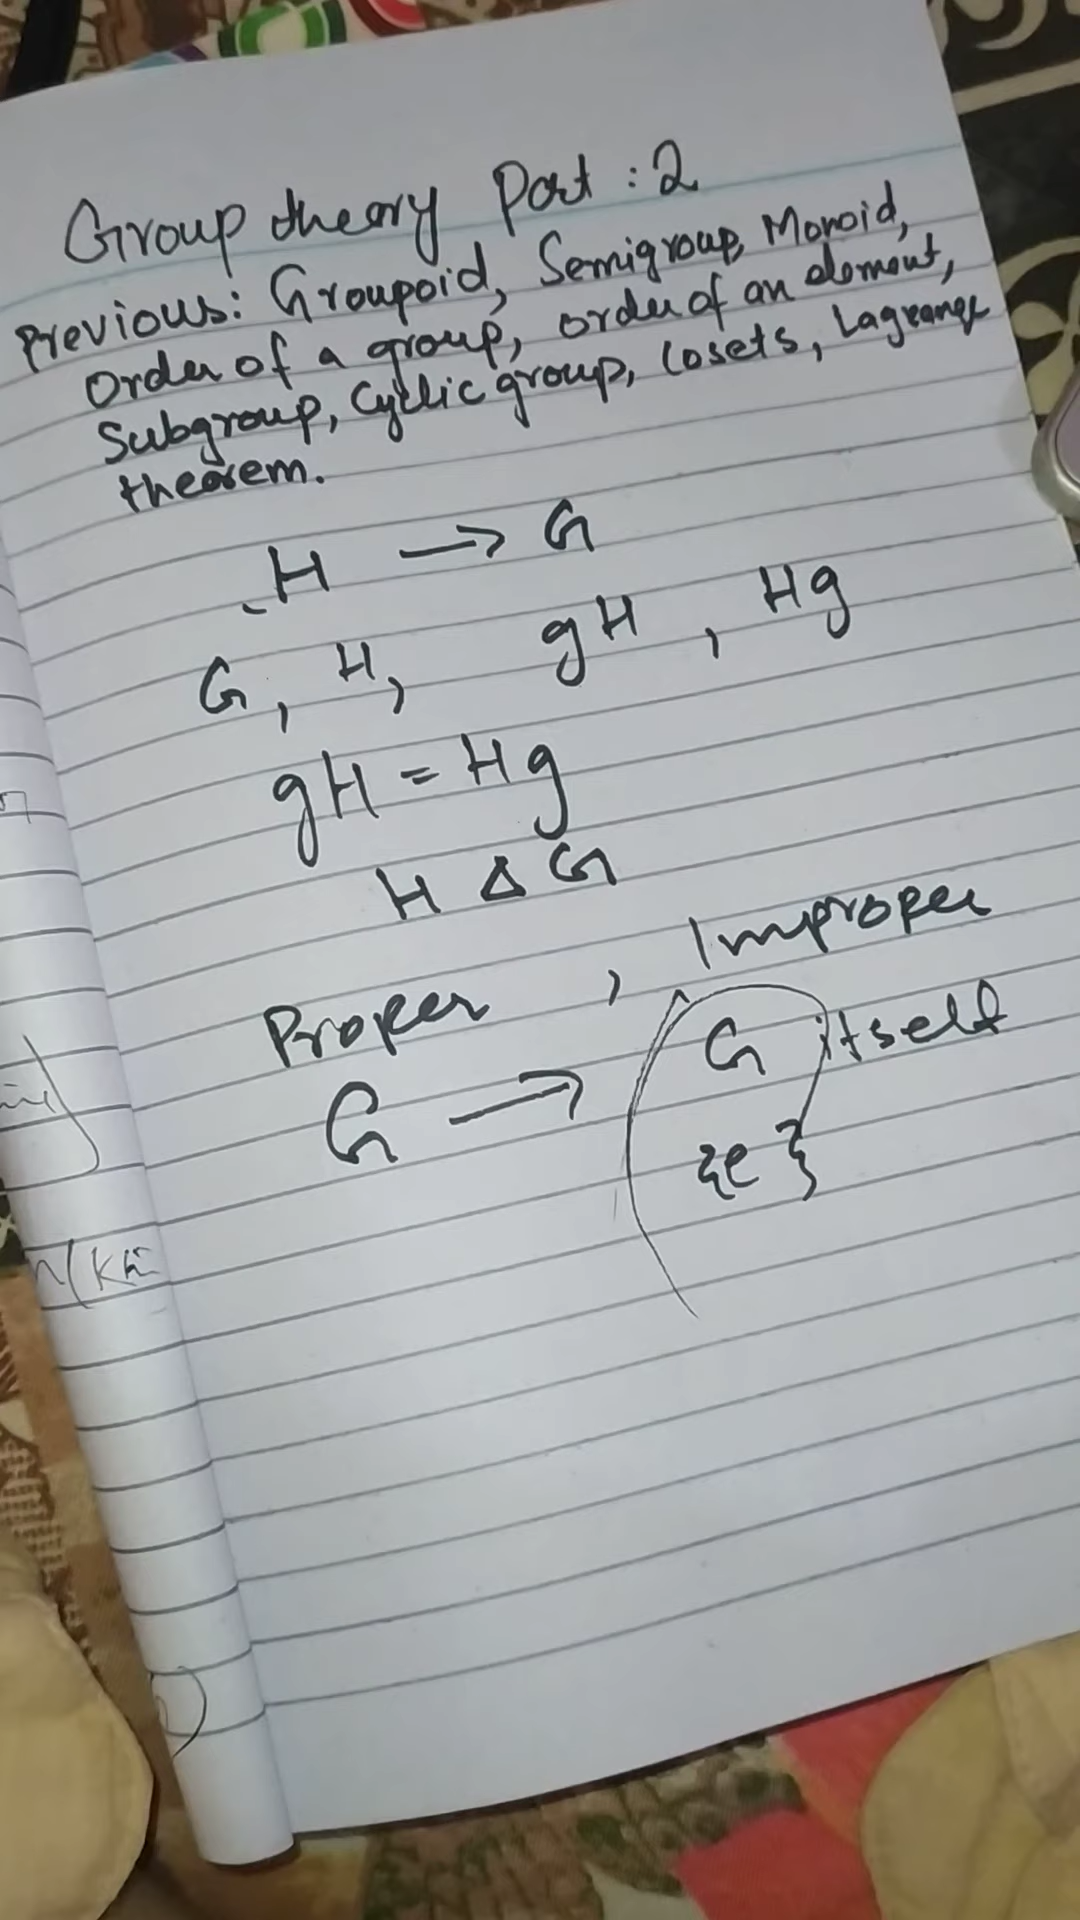 Group theory Part : 2
Previous: Groupoid, Semigroup, Monoid,
Order of a group, order of an element,
Subgroup, Cyclic group, Cosets, Lagrange
theorem.
H → G
G, H, gH, Hg
gH = Hg
H Δ G
Proper, Improper
G → G itself
{e}